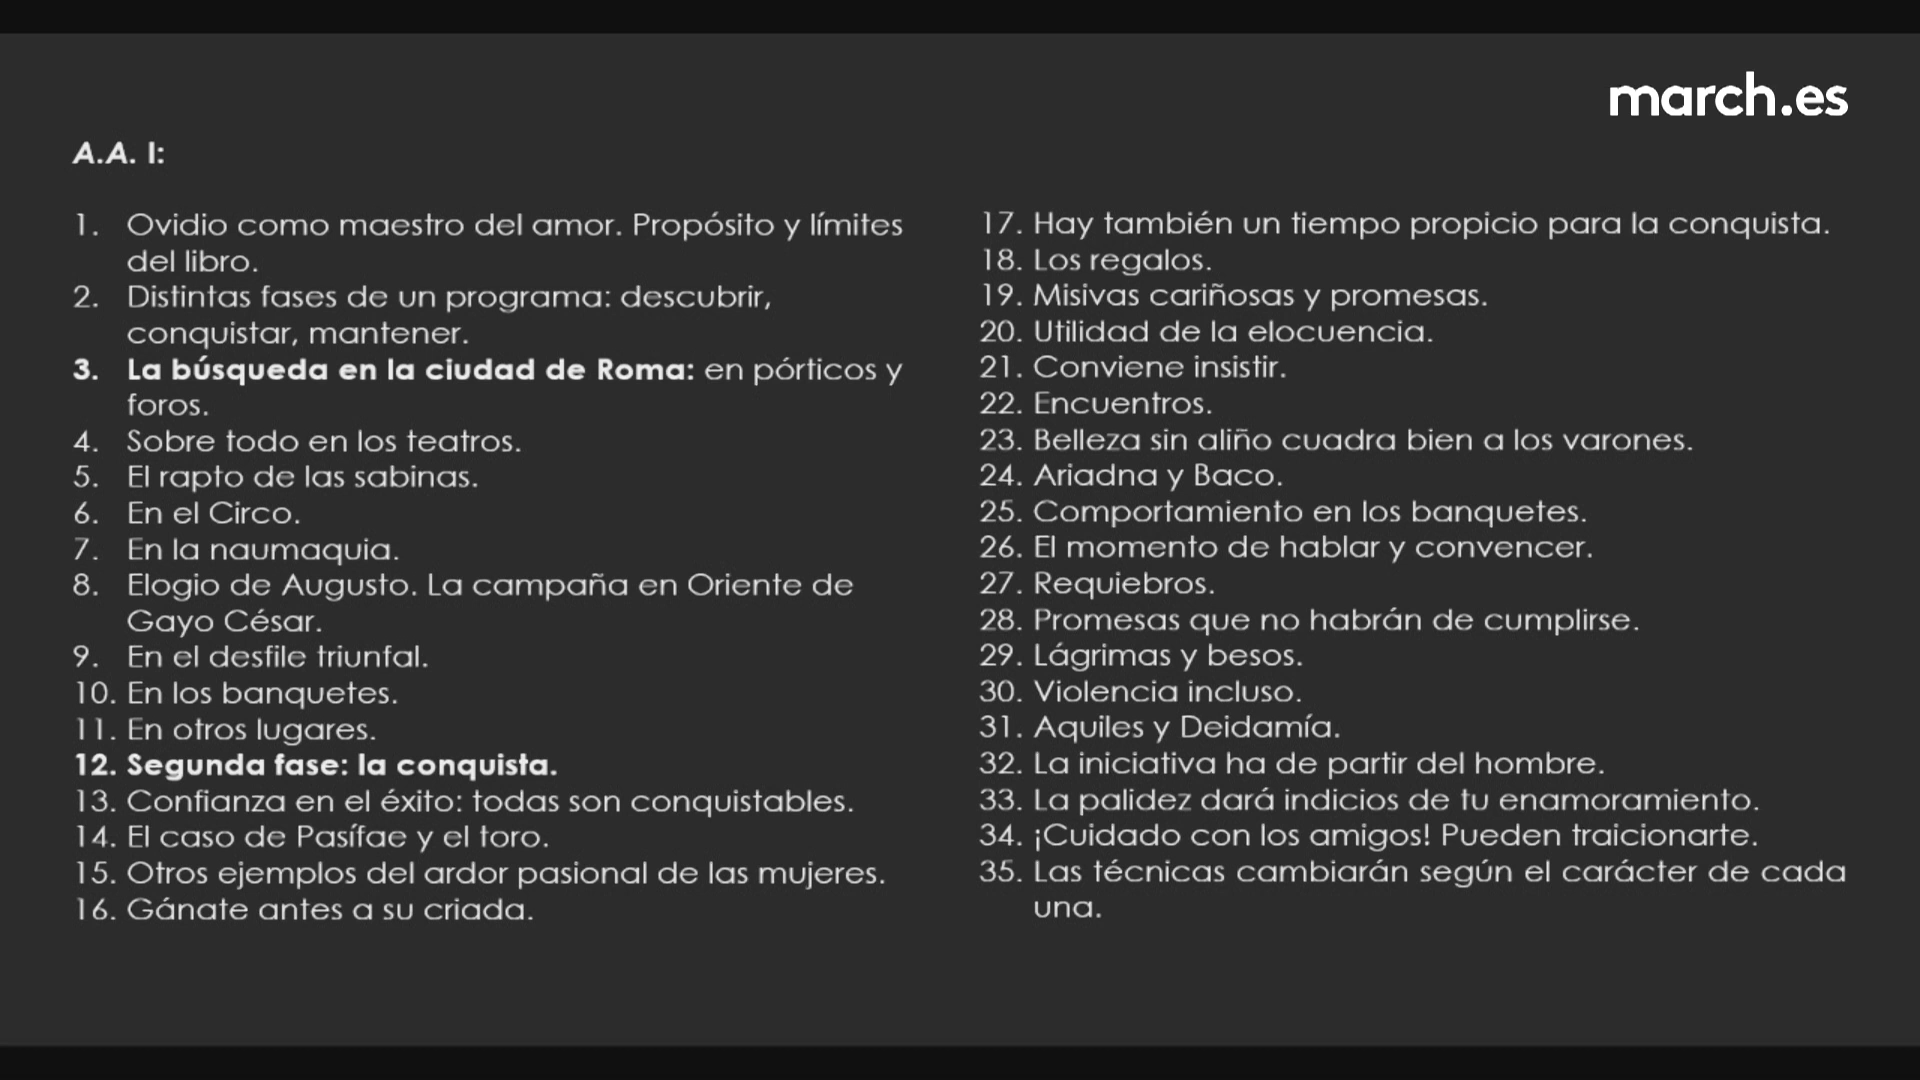 march.es
A.A. I:
1. Ovidio como maestro del amor. Propósito y límites
del libro.
2. Distintas fases de un programa: descubrir,
conquistar, mantener.
3. La búsqueda en la ciudad de Roma: en pórticos y
foros.
4. Sobre todo en los teatros.
5. El rapto de las sabinas.
6. En el Circo.
7. En la naumaquia.
8. Elogio de Augusto. La campaña en Oriente de
Gayo César.
9. En el desfile triunfal.
10. En los banquetes.
11. En otros lugares.
12. Segunda fase: la conquista.
13. Confianza en el éxito: todas son conquistables.
14. El caso de Pasífae y el toro.
15. Otros ejemplos del ardor pasional de las mujeres.
16. Gánate antes a su criada.
17. Hay también un tiempo propicio para la conquista.
18. Los regalos.
19. Misivas cariñosas y promesas.
20. Utilidad de la elocuencia.
21. Conviene insistir.
22. Encuentros.
23. Belleza sin aliño cuadra bien a los varones.
24. Ariadna y Baco.
25. Comportamiento en los banquetes.
26. El momento de hablar y convencer.
27. Requiebros.
28. Promesas que no habrán de cumplirse.
29. Lágrimas y besos.
30. Violencia incluso.
31. Aquiles y Deidamía.
32. La iniciativa ha de partir del hombre.
33. La palidez dará indicios de tu enamoramiento.
34. ¡Cuidado con los amigos! Pueden traicionarte.
35. Las técnicas cambiarán según el carácter de cada
una.